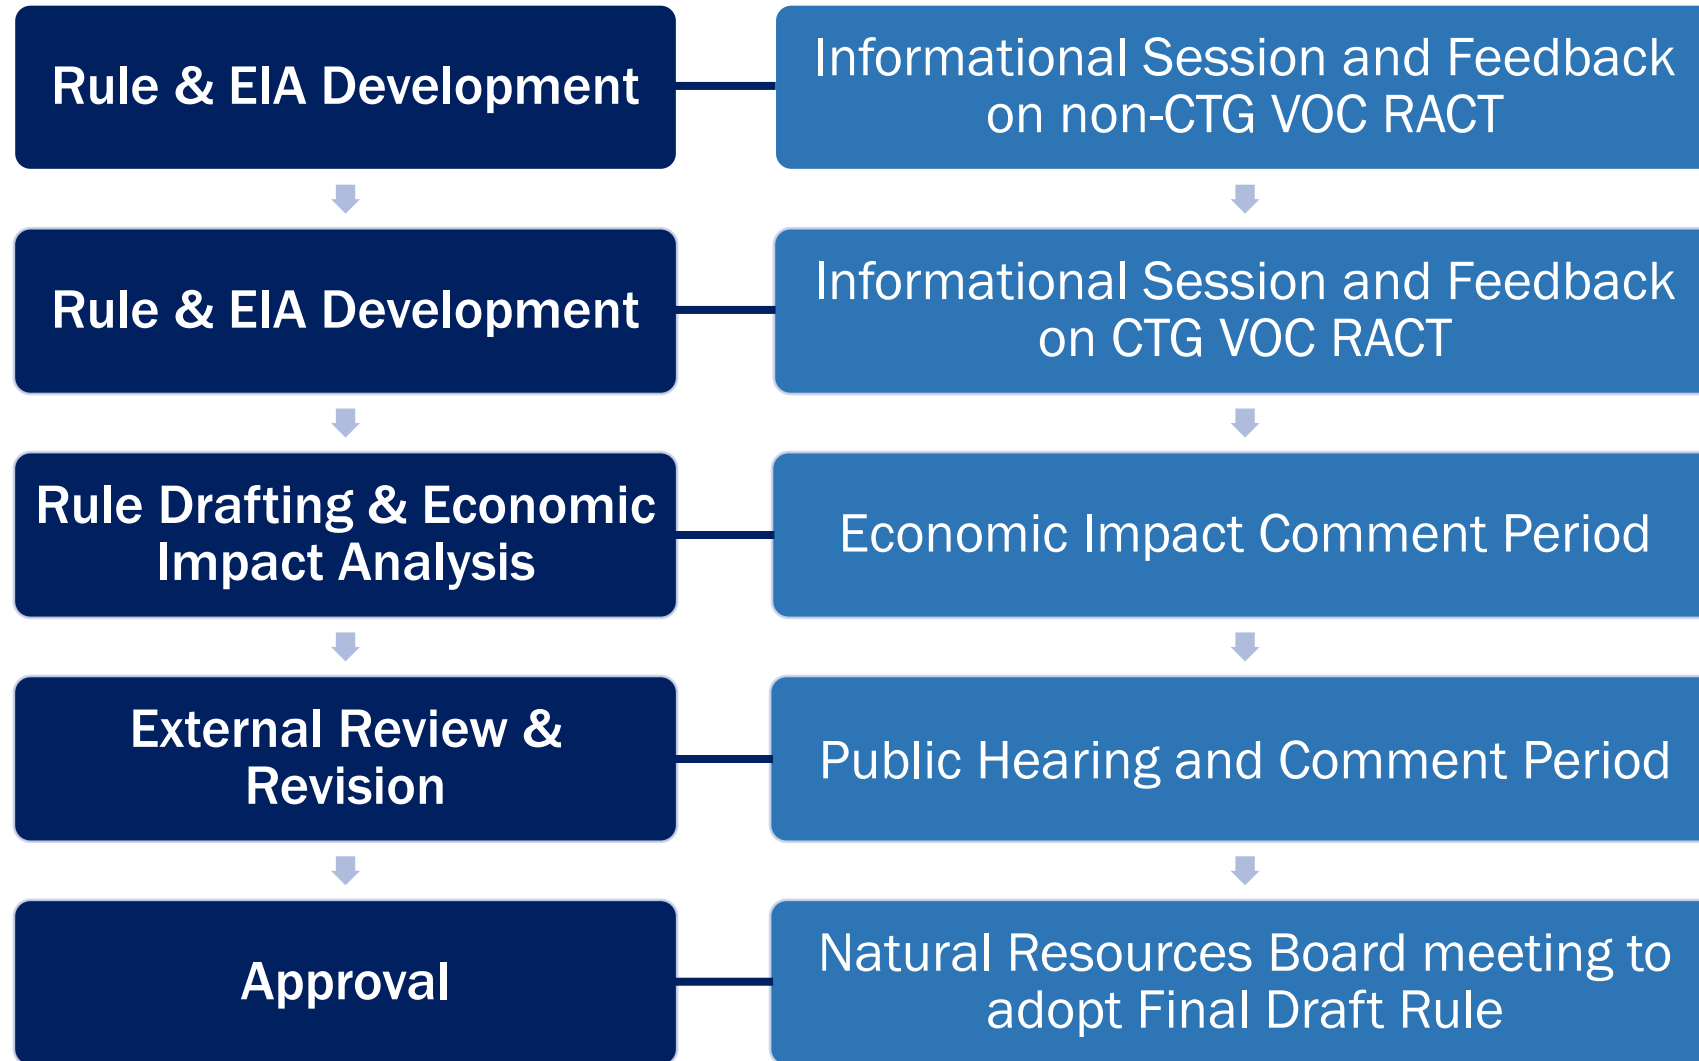 Rule & EIA Development
Informational Session and Feedback
on non-CTG VOC RACT
Rule & EIA Development
Informational Session and Feedback
on CTG VOC RACT
Rule Drafting & Economic
Impact Analysis
Economic Impact Comment Period
External Review &
Revision
Public Hearing and Comment Period
Approval
Natural Resources Board meeting to
adopt Final Draft Rule